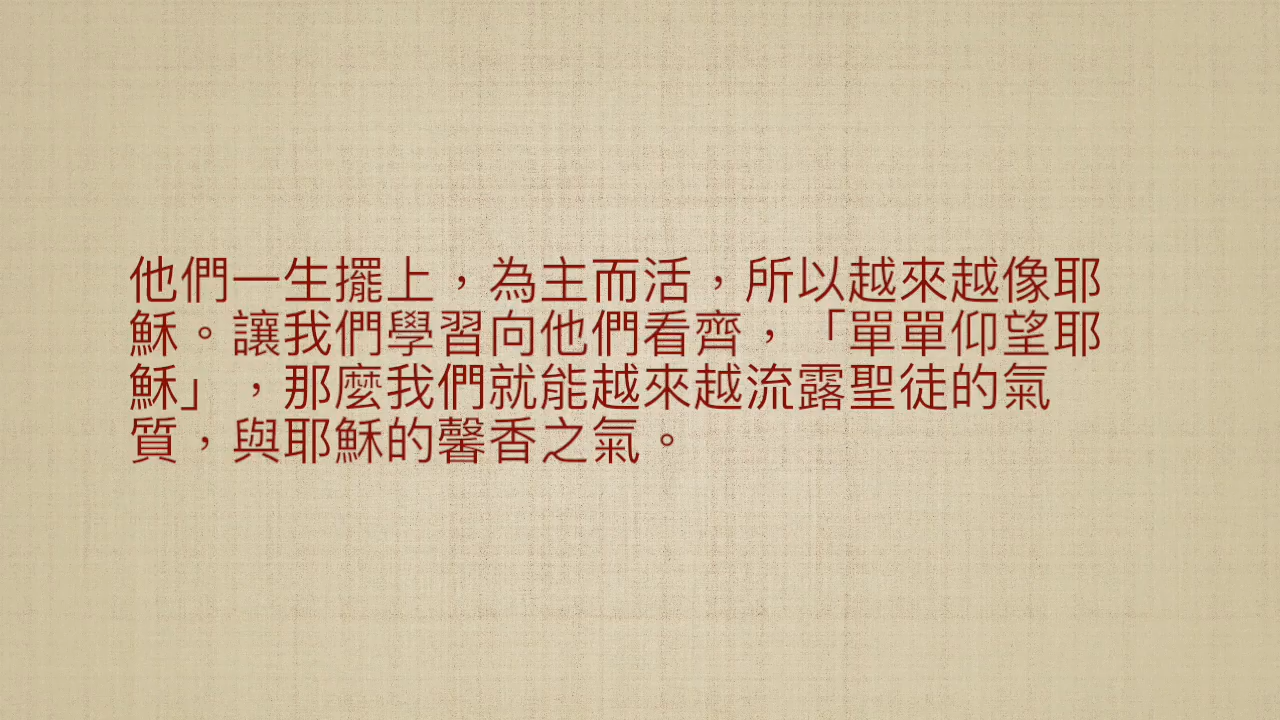 他們一生擺上，為主而活，所以越來越像耶
穌。讓我們學習向他們看齊，「單單仰望耶
穌」，那麼我們就能越來越流露聖徒的氣
質，與耶穌的馨香之氣。